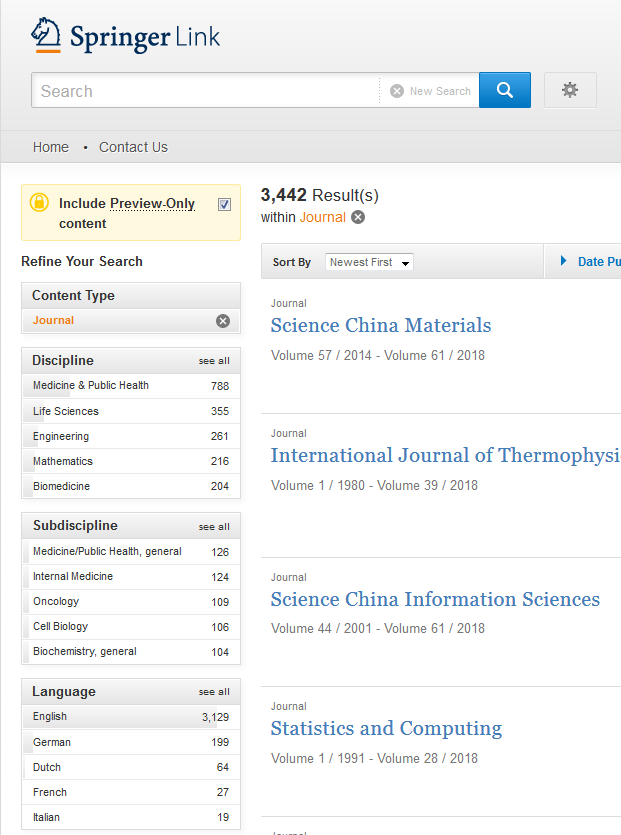 Springer Link
Search
New Search
Home • Contact Us
Include Preview-Only
content
Refine Your Search
Content Type
Journal
Discipline see all
Medicine & Public Health 788
Life Sciences 355
Engineering 261
Mathematics 216
Biomedicine 204
Subdiscipline see all
Medicine/Public Health, general 126
Internal Medicine 124
Oncology 109
Cell Biology 106
Biochemistry, general 104
Language see all
English 3,129
German 199
Dutch 64
French 27
Italian 19
3,442 Result(s)
within Journal
Sort By Newest First Date Pu
Journal
Science China Materials
Volume 57 / 2014 - Volume 61 / 2018
Journal
International Journal of Thermophysi
Volume 1 / 1980 - Volume 39 / 2018
Journal
Science China Information Sciences
Volume 44 / 2001 - Volume 61 / 2018
Journal
Statistics and Computing
Volume 1 / 1991 - Volume 28 / 2018